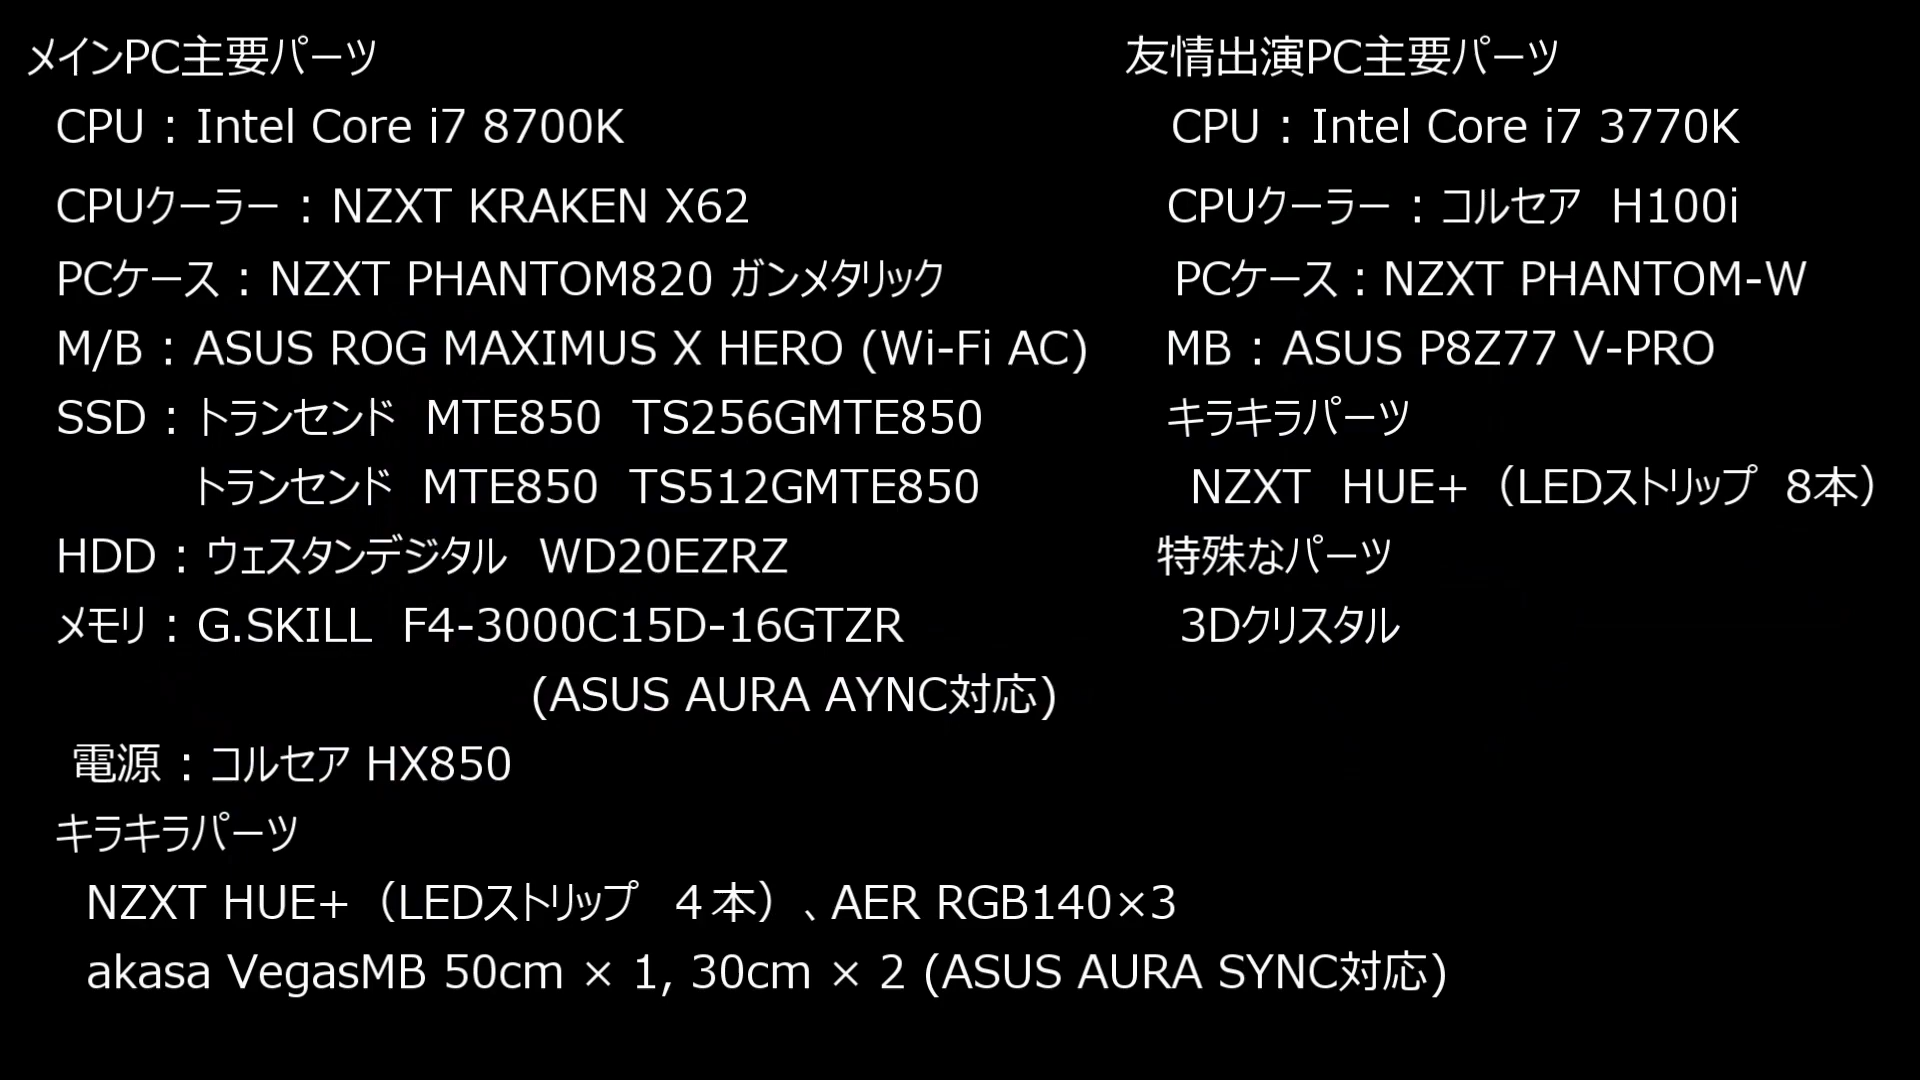 メインPC主要パーツ
CPU：Intel Core i7 8700K
CPUクーラー：NZXT KRAKEN X62
PCケース：NZXT PHANTOM820 ガンメタリック
M/B：ASUS ROG MAXIMUS X HERO (Wi-Fi AC)
SSD：トランセンド MTE850 TS256GMTE850
トランセンド MTE850 TS512GMTE850
HDD：ウェスタンデジタル WD20EZRZ
メモリ：G.SKILL F4-3000C15D-16GTZR
(ASUS AURA AYNC対応)
電源：コルセア HX850
キラキラパーツ
NZXT HUE+（LEDストリップ ４本）、AER RGB140×3
akasa VegasMB 50cm × 1, 30cm × 2 (ASUS AURA SYNC対応)
友情出演PC主要パーツ
CPU：Intel Core i7 3770K
CPUクーラー：コルセア H100i
PCケース：NZXT PHANTOM-W
MB：ASUS P8Z77 V-PRO
キラキラパーツ
NZXT HUE+（LEDストリップ 8本）
特殊なパーツ
3Dクリスタル